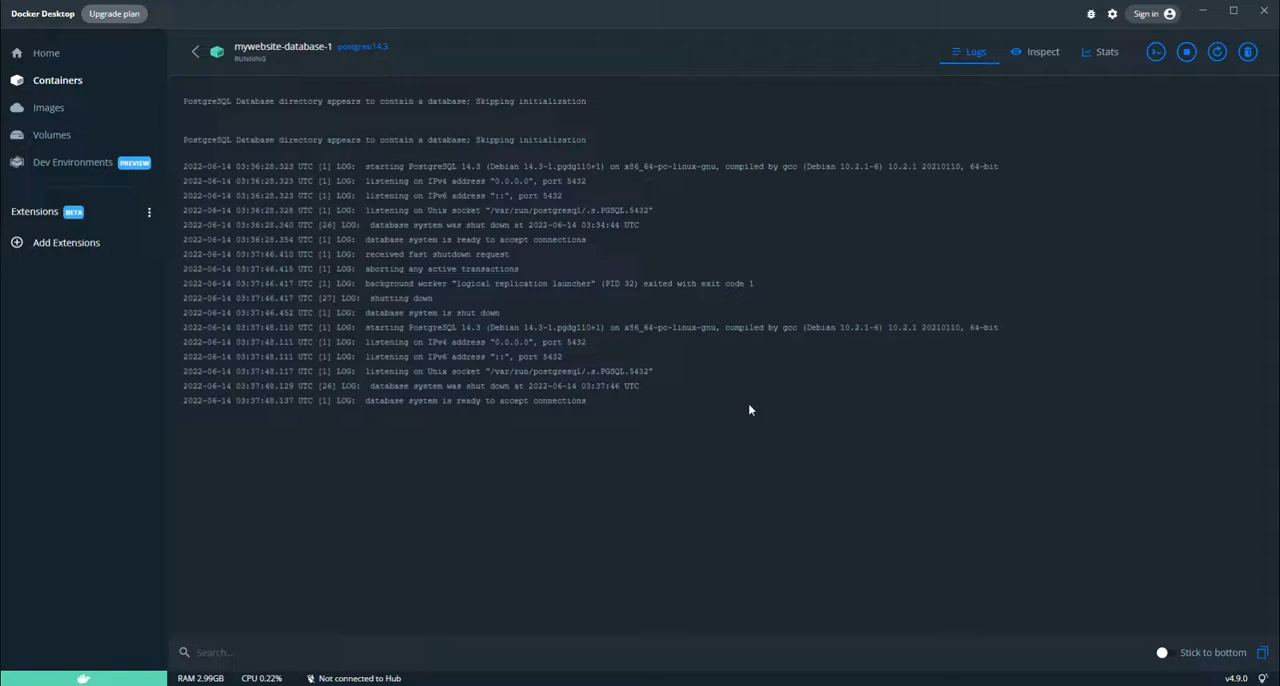 Docker Desktop Upgrade plan
Sign in
Home
Containers
Images
Volumes
Dev Environments PREVIEW
Extensions BETA
Add Extensions
mywebsite-database-1 postgres:14.3
RUNNING
Logs Inspect Stats
PostgreSQL Database directory appears to contain a database; Skipping initialization
PostgreSQL Database directory appears to contain a database; Skipping initialization
2022-06-14 03:36:28.323 UTC [1] LOG:  starting PostgreSQL 14.3 (Debian 14.3-1.pgdg110+1) on x86_64-pc-linux-gnu, compiled by gcc (Debian 10.2.1-6) 10.2.1 20210110, 64-bit
2022-06-14 03:36:28.323 UTC [1] LOG:  listening on IPv4 address "0.0.0.0", port 5432
2022-06-14 03:36:28.323 UTC [1] LOG:  listening on IPv6 address "::", port 5432
2022-06-14 03:36:28.328 UTC [1] LOG:  listening on Unix socket "/var/run/postgresql/.s.PGSQL.5432"
2022-06-14 03:36:28.340 UTC [26] LOG:  database system was shut down at 2022-06-14 03:34:44 UTC
2022-06-14 03:36:28.354 UTC [1] LOG:  database system is ready to accept connections
2022-06-14 03:37:46.410 UTC [1] LOG:  received fast shutdown request
2022-06-14 03:37:46.415 UTC [1] LOG:  aborting any active transactions
2022-06-14 03:37:46.417 UTC [1] LOG:  background worker "logical replication launcher" (PID 32) exited with exit code 1
2022-06-14 03:37:46.417 UTC [27] LOG:  shutting down
2022-06-14 03:37:46.452 UTC [1] LOG:  database system is shut down
2022-06-14 03:37:48.110 UTC [1] LOG:  starting PostgreSQL 14.3 (Debian 14.3-1.pgdg110+1) on x86_64-pc-linux-gnu, compiled by gcc (Debian 10.2.1-6) 10.2.1 20210110, 64-bit
2022-06-14 03:37:48.111 UTC [1] LOG:  listening on IPv4 address "0.0.0.0", port 5432
2022-06-14 03:37:48.111 UTC [1] LOG:  listening on IPv6 address "::", port 5432
2022-06-14 03:37:48.117 UTC [1] LOG:  listening on Unix socket "/var/run/postgresql/.s.PGSQL.5432"
2022-06-14 03:37:48.129 UTC [26] LOG:  database system was shut down at 2022-06-14 03:37:46 UTC
2022-06-14 03:37:48.137 UTC [1] LOG:  database system is ready to accept connections
Search...
Stick to bottom
RAM 2.99GB CPU 0.22% Not connected to Hub
v4.9.0